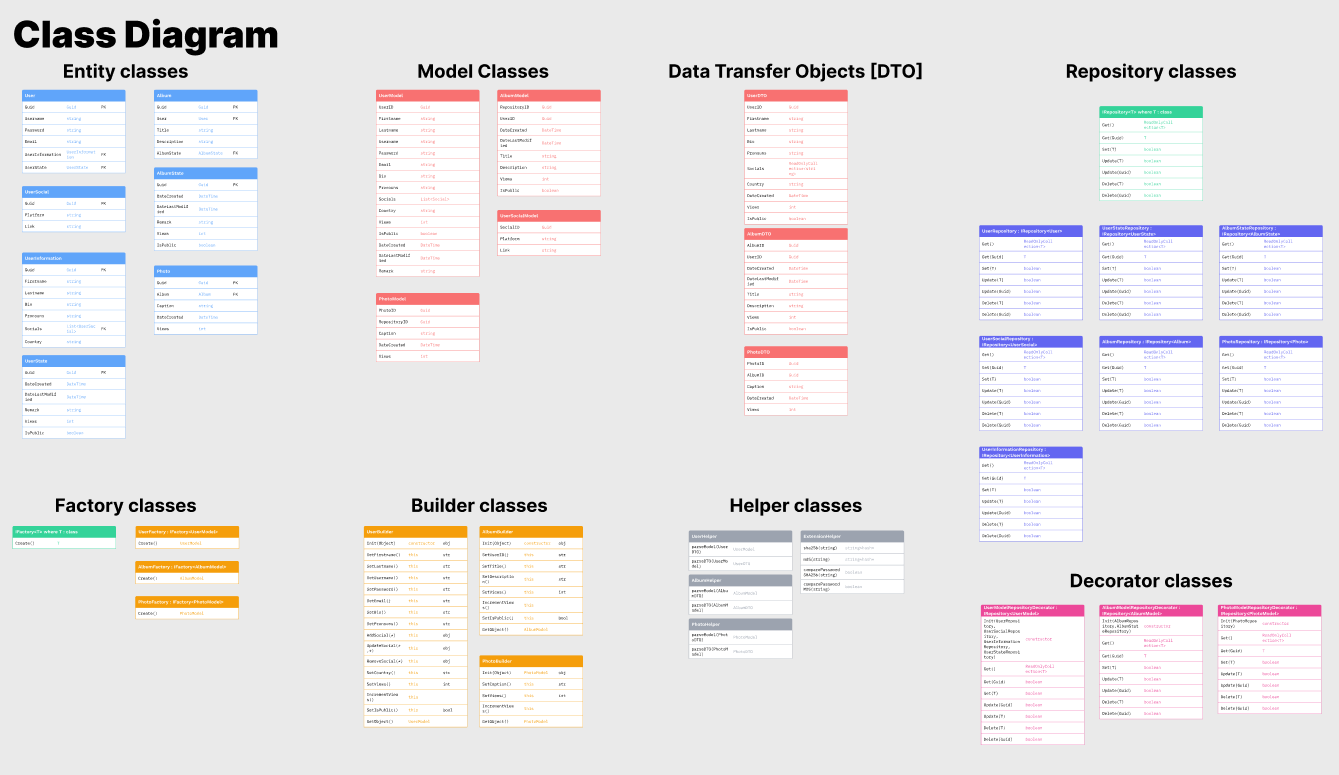 Class Diagram
Entity classes
User
Guid Guid PK
Username string
Password string
Email string
UserInformation FK
UserState UserState FK
UserSocial
Guid Guid PK
Platform string
Link string
UserInformation
Guid Guid PK
Firstname string
Lastname string
Bio string
Pronouns string
Socials FK
Country string
UserState
Guid Guid PK
DateCreated DateTime
DateLastModified DateTime
Remark string
Views int
IsPublic boolean
Album
Guid Guid PK
User User FK
Title string
Description string
AlbumState AlbumState FK
AlbumState
Guid Guid PK
DateCreated DateTime
DateLastModified DateTime
Remark string
Views int
IsPublic boolean
Photo
Guid Guid PK
Album Album FK
Caption string
DateCreated DateTime
Views int
Model Classes
UserModel
UserID Guid
Firstname string
Lastname string
Username string
Password string
Email string
Bio string
Pronouns string
Socials List<Social>
Country string
Views int
IsPublic boolean
DateCreated DateTime
DateLastModified DateTime
Remark string
PhotoModel
PhotoID Guid
RepositoryID Guid
Caption string
DateCreated DateTime
Views int
AlbumModel
RepositoryID Guid
UserID Guid
DateCreated DateTime
DateLastModified DateTime
Title string
Description string
Views int
IsPublic boolean
UserSocialModel
SocialID Guid
Platform string
Link string
Data Transfer Objects [DTO]
UserDTO
UserID Guid
Firstname string
Lastname string
Bio string
Pronouns string
Socials
Country string
DateCreated DateTime
Views int
IsPublic boolean
AlbumDTO
AlbumID Guid
UserID Guid
DateCreated DateTime
DateLastModified DateTime
Title string
Description string
Views int
IsPublic boolean
PhotoDTO
PhotoID Guid
AlbumID Guid
Caption string
DateCreated DateTime
Views int
Repository classes
IRepository<T> where T : class
Get() ReadOnlyCollection<T>
Get(Guid) T
Set(T) boolean
Update(T) boolean
Update(Guid) boolean
Delete(T) boolean
Delete(Guid) boolean
UserRepository : IRepository<User>
Get() ReadOnlyCollection<T>
Get(Guid) T
Set(T) boolean
Update(T) boolean
Update(Guid) boolean
Delete(T) boolean
Delete(Guid) boolean
UserStateRepository : IRepository<UserState>
Get() ReadOnlyCollection<T>
Get(Guid) T
Set(T) boolean
Update(T) boolean
Update(Guid) boolean
Delete(T) boolean
Delete(Guid) boolean
AlbumStateRepository : IRepository<AlbumState>
Get() ReadOnlyCollection<T>
Get(Guid) T
Set(T) boolean
Update(T) boolean
Update(Guid) boolean
Delete(T) boolean
Delete(Guid) boolean
UserSocialRepository : IRepository<UserSocial>
Get() ReadOnlyCollection<T>
Get(Guid) T
Set(T) boolean
Update(T) boolean
Update(Guid) boolean
Delete(T) boolean
Delete(Guid) boolean
AlbumRepository : IRepository<Album>
Get() ReadOnlyCollection<T>
Get(Guid) T
Set(T) boolean
Update(T) boolean
Update(Guid) boolean
Delete(T) boolean
Delete(Guid) boolean
PhotoRepository : IRepository<Photo>
Get() ReadOnlyCollection<T>
Get(Guid) T
Set(T) boolean
Update(T) boolean
Update(Guid) boolean
Delete(T) boolean
Delete(Guid) boolean
UserInformationRepository : IRepository<UserInformation>
Get() ReadOnlyCollection<T>
Get(Guid) T
Set(T) boolean
Update(T) boolean
Update(Guid) boolean
Delete(T) boolean
Delete(Guid) boolean
Factory classes
IFactory<T> where T : class
Create() T
UserFactory : IFactory<UserModel>
Create() UserModel
AlbumFactory : IFactory<AlbumModel>
Create() AlbumModel
PhotoFactory : IFactory<PhotoModel>
Create() PhotoModel
Builder classes
UserBuilder
Init(Object) constructor obj
SetFirstname() this str
SetLastname() this str
SetUsername() this str
SetPassword() this str
SetEmail() this str
SetBio() this str
SetPronouns() this str
AddSocial(+) this obj
UpdateSocial(+,+) this obj
RemoveSocial(+) this obj
SetCountry() this str
SetViews() this int
IncrementViews() this
SetIsPublic() this bool
GetObject() UserModel
AlbumBuilder
Init(Object) constructor obj
SetUserID() this str
SetTitle() this str
SetDescription() this str
SetViews() this int
IncrementViews() this
SetIsPublic() this bool
GetObject() AlbumModel
PhotoBuilder
Init(Object) PhotoModel obj
SetCaption() this str
SetViews() this int
IncrementViews() this
GetObject() PhotoModel
Helper classes
UserHelper
parseModel(UserDTO) UserModel
parseDTO(UserModel) UserDTO
AlbumHelper
parseModel(AlbumDTO) AlbumModel
parseDTO(AlbumModel) AlbumDTO
PhotoHelper
parseModel(PhotoDTO) PhotoModel
parseDTO(PhotoModel) PhotoDTO
ExtensionHelper
sha256(string)
md5(string)
comparePasswordSHA256(string) boolean
comparePasswordMD5(string) boolean
Decorator classes
UserModelRepositoryDecorator : IRepository<UserModel>
Init(UserRepository, UserSocialRepository, UserInformationRepository, UserStateRepository) constructor
Get() ReadOnlyCollection<T>
Get(Guid) boolean
Set(T) boolean
Update(Guid) boolean
Update(T) boolean
Delete(T) boolean
Delete(Guid) boolean
AlbumModelRepositoryDecorator : IRepository<AlbumModel>
Init(AlbumRepository,AlbumStateRepository) constructor
Get() ReadOnlyCollection<T>
Get(Guid) T
Set(T) boolean
Update(T) boolean
Update(Guid) boolean
Delete(T) boolean
Delete(Guid) boolean
PhotoModelRepositoryDecorator : IRepository<PhotoModel>
Init(PhotoRepository) constructor
Get() ReadOnlyCollection<T>
Get(Guid) T
Set(T) boolean
Update(T) boolean
Update(Guid) boolean
Delete(T) boolean
Delete(Guid) boolean